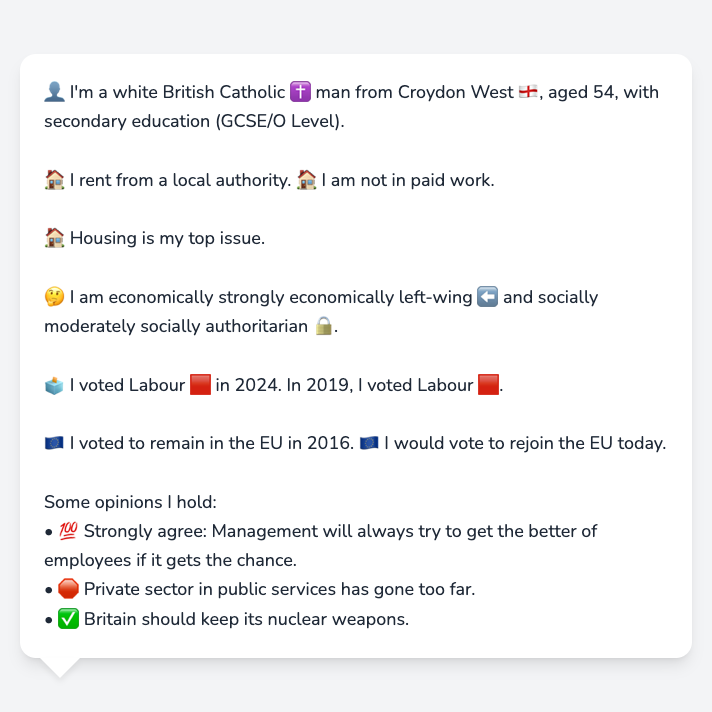 👤 I'm a white British Catholic ✝️ man from Croydon West 🏴󠁧󠁢󠁥󠁮󠁧󠁿, aged 54, with
secondary education (GCSE/O Level).
🏠 I rent from a local authority. 🏠 I am not in paid work.
🏠 Housing is my top issue.
🤔 I am economically strongly economically left-wing ⬅️ and socially
moderately socially authoritarian 🔒.
🗳️ I voted Labour 🟥 in 2024. In 2019, I voted Labour 🟥.
🇪🇺 I voted to remain in the EU in 2016. 🇪🇺 I would vote to rejoin the EU today.
Some opinions I hold:
• 💯 Strongly agree: Management will always try to get the better of
employees if it gets the chance.
• 🛑 Private sector in public services has gone too far.
• ✅ Britain should keep its nuclear weapons.